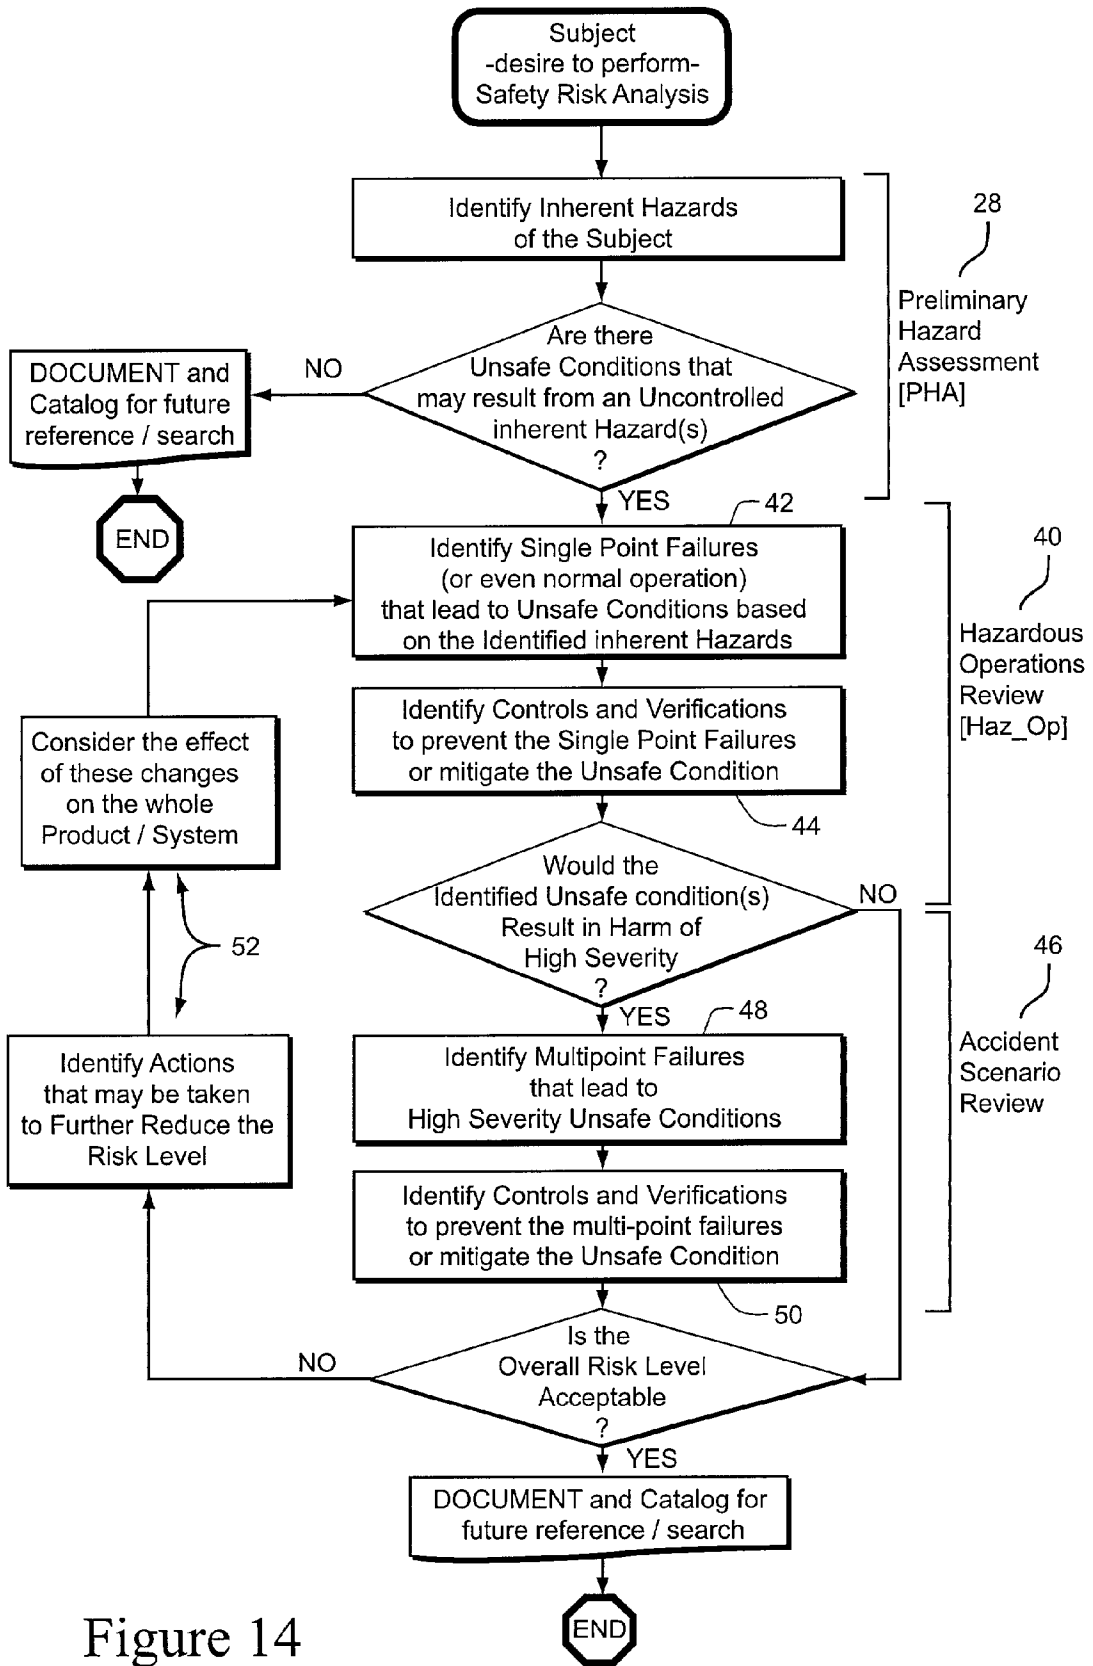 Subject
-desire to perform-
Safety Risk Analysis
Identify Inherent Hazards
of the Subject
28
Preliminary
Hazard
Assessment
[PHA]
Are there
Unsafe Conditions that
may result from an Uncontrolled
inherent Hazard(s)
?
NO
DOCUMENT and
Catalog for future
reference / search
END
YES
42
Identify Single Point Failures
(or even normal operation)
that lead to Unsafe Conditions based
on the Identified inherent Hazards
40
Hazardous
Operations
Review
[Haz_Op]
Identify Controls and Verifications
to prevent the Single Point Failures
or mitigate the Unsafe Condition
44
Consider the effect
of these changes
on the whole
Product / System
Would the
Identified Unsafe condition(s)
Result in Harm of
High Severity
?
NO
52
46
Accident
Scenario
Review
YES
48
Identify Multipoint Failures
that lead to
High Severity Unsafe Conditions
Identify Actions
that may be taken
to Further Reduce the
Risk Level
Identify Controls and Verifications
to prevent the multi-point failures
or mitigate the Unsafe Condition
50
Is the
Overall Risk Level
Acceptable
?
NO
YES
DOCUMENT and Catalog for
future reference / search
END
Figure 14